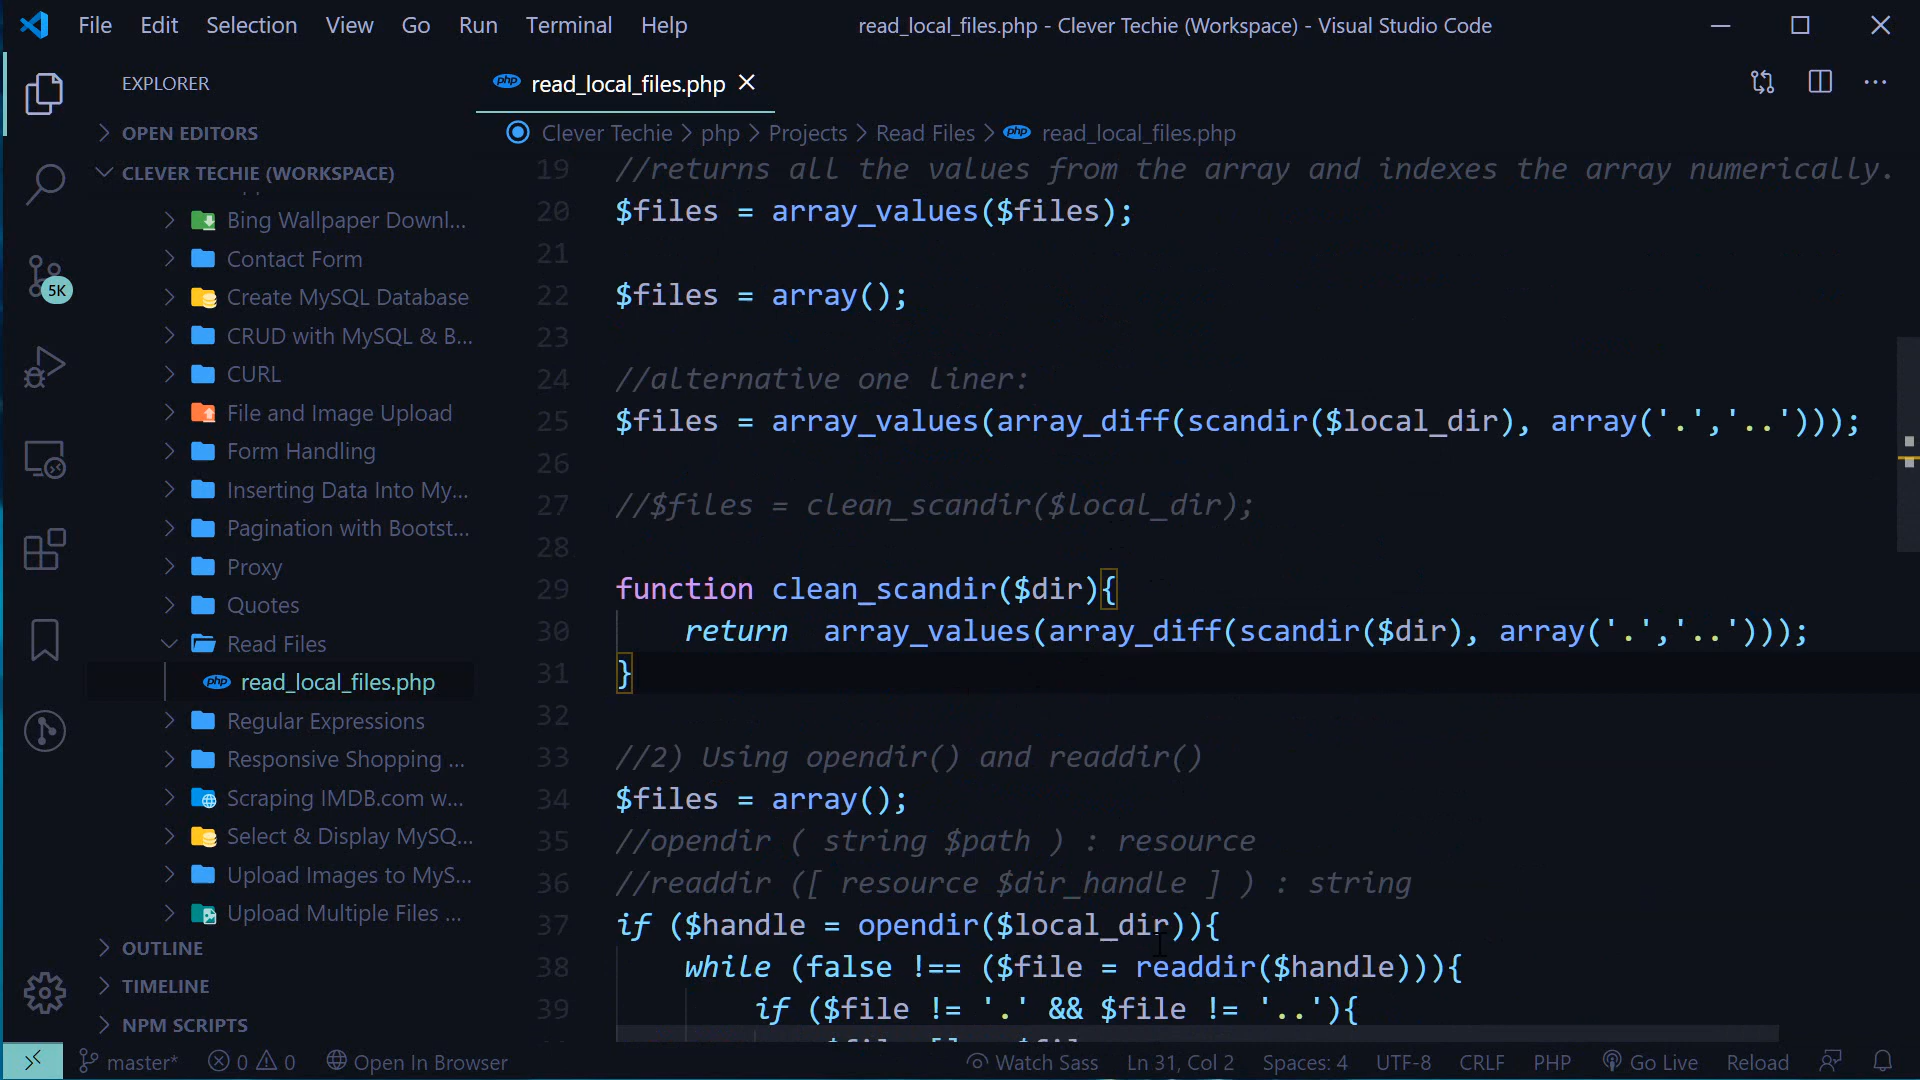 File Edit Selection View Go Run Terminal Help
read_local_files.php - Clever Techie (Workspace) - Visual Studio Code
EXPLORER
php read_local_files.php
OPEN EDITORS
Clever Techie > php > Projects > Read Files > php read_local_files.php
CLEVER TECHIE (WORKSPACE)
Bing Wallpaper Downl...
Contact Form
Create MySQL Database
CRUD with MySQL & B...
CURL
File and Image Upload
Form Handling
Inserting Data Into My...
Pagination with Bootst...
Proxy
Quotes
Read Files
php read_local_files.php
Regular Expressions
Responsive Shopping ...
Scraping IMDB.com w...
Select & Display MySQ...
Upload Images to MyS...
Upload Multiple Files ...
OUTLINE
TIMELINE
NPM SCRIPTS
5K
19 //returns all the values from the array and indexes the array numerically.
20 $files = array_values($files);
21
22 $files = array();
23
24 //alternative one liner:
25 $files = array_values(array_diff(scandir($local_dir), array('.','..')));
26
27 //$files = clean_scandir($local_dir);
28
29 function clean_scandir($dir){
30 return  array_values(array_diff(scandir($dir), array('.','..')));
31 }
32
33 //2) Using opendir() and readdir()
34 $files = array();
35 //opendir ( string $path ) : resource
36 //readdir ([ resource $dir_handle ] ) : string
37 if ($handle = opendir($local_dir)){
38 while (false !== ($file = readdir($handle))){
39 if ($file != '.' && $file != '..'){
master* 0 0 Open In Browser Watch Sass Ln 31, Col 2 Spaces: 4 UTF-8 CRLF PHP Go Live Reload